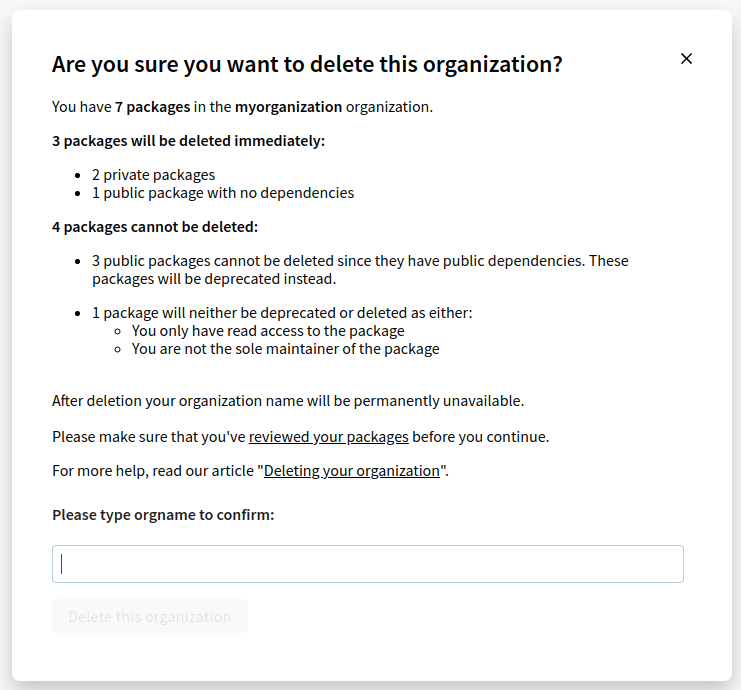 Are you sure you want to delete this organization?
You have 7 packages in the myorganization organization.
3 packages will be deleted immediately:
2 private packages
1 public package with no dependencies
4 packages cannot be deleted:
3 public packages cannot be deleted since they have public dependencies. These
packages will be deprecated instead.
1 package will neither be deprecated or deleted as either:
You only have read access to the package
You are not the sole maintainer of the package
After deletion your organization name will be permanently unavailable.
Please make sure that you've reviewed your packages before you continue.
For more help, read our article "Deleting your organization".
Please type orgname to confirm:
Delete this organization